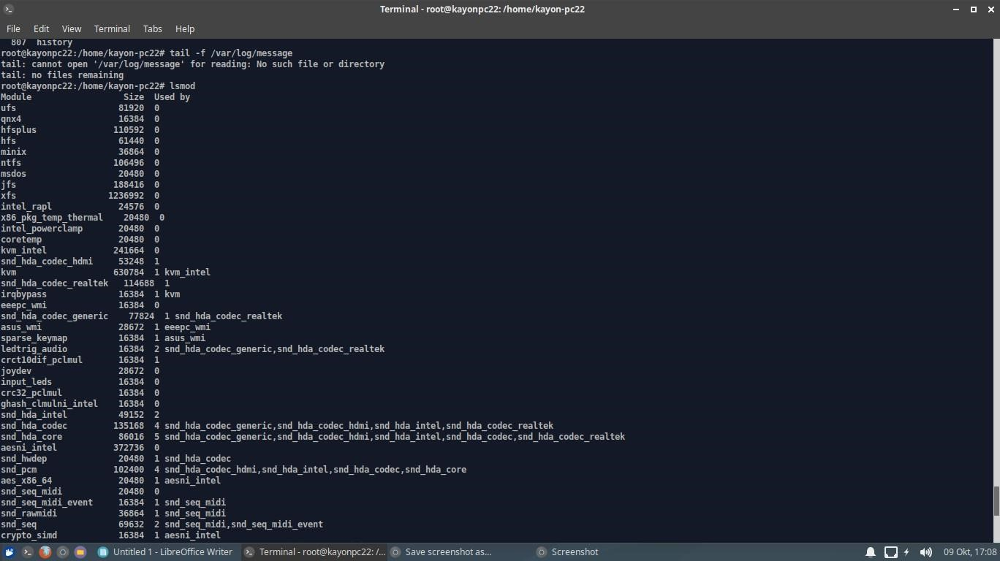 Terminal - root@kayonpc22: /home/kayon-pc22
File Edit View Terminal Tabs Help
807 history
root@kayonpc22:/home/kayon-pc22# tail -f /var/log/message
tail: cannot open '/var/log/message' for reading: No such file or directory
tail: no files remaining
root@kayonpc22:/home/kayon-pc22# lsmod
Module Size Used by
ufs 81920 0
qnx4 16384 0
hfsplus 110592 0
hfs 61440 0
minix 36864 0
ntfs 106496 0
msdos 20480 0
jfs 188416 0
xfs 1236992 0
intel_rapl 24576 0
x86_pkg_temp_thermal 20480 0
intel_powerclamp 20480 0
coretemp 20480 0
kvm_intel 241664 0
snd_hda_codec_hdmi 53248 1
kvm 630784 1 kvm_intel
snd_hda_codec_realtek 114688 1
irqbypass 16384 1 kvm
eeepc_wmi 16384 0
snd_hda_codec_generic 77824 1 snd_hda_codec_realtek
asus_wmi 28672 1 eeepc_wmi
sparse_keymap 16384 1 asus_wmi
ledtrig_audio 16384 2 snd_hda_codec_generic,snd_hda_codec_realtek
crct10dif_pclmul 16384 1
joydev 28672 0
input_leds 16384 0
crc32_pclmul 16384 0
ghash_clmulni_intel 16384 0
snd_hda_intel 49152 2
snd_hda_codec 135168 4 snd_hda_codec_generic,snd_hda_codec_hdmi,snd_hda_intel,snd_hda_codec_realtek
snd_hda_core 86016 5 snd_hda_codec_generic,snd_hda_codec_hdmi,snd_hda_intel,snd_hda_codec,snd_hda_codec_realtek
aesni_intel 372736 0
snd_hwdep 20480 1 snd_hda_codec
snd_pcm 102400 4 snd_hda_codec_hdmi,snd_hda_intel,snd_hda_codec,snd_hda_core
aes_x86_64 20480 1 aesni_intel
snd_seq_midi 20480 0
snd_seq_midi_event 16384 1 snd_seq_midi
snd_rawmidi 36864 1 snd_seq_midi
snd_seq 69632 2 snd_seq_midi,snd_seq_midi_event
crypto_simd 16384 1 aesni_intel
Untitled 1 - LibreOffice Writer Terminal - root@kayonpc22: /... Save screenshot as... Screenshot 09 Okt, 17:08